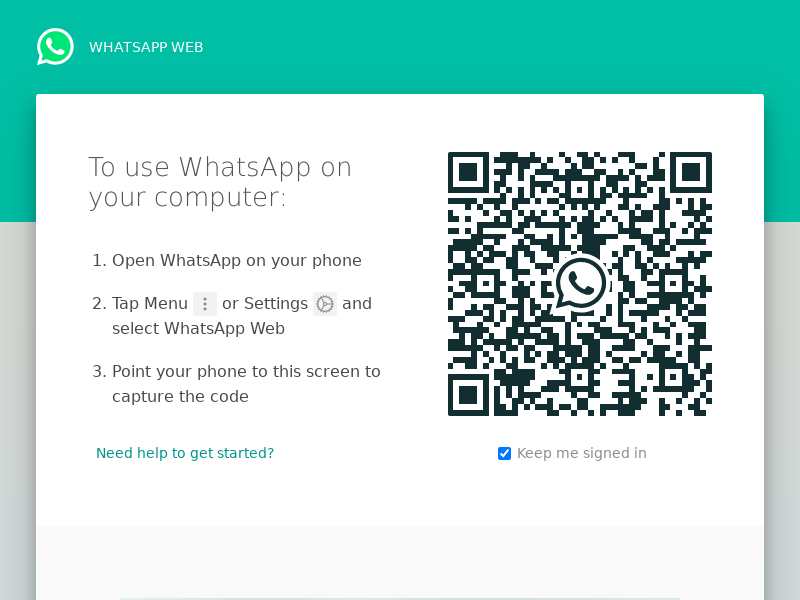 WHATSAPP WEB
To use WhatsApp on
your computer:
1. Open WhatsApp on your phone
2. Tap Menu or Settings and
select WhatsApp Web
3. Point your phone to this screen to
capture the code
Need help to get started?
Keep me signed in